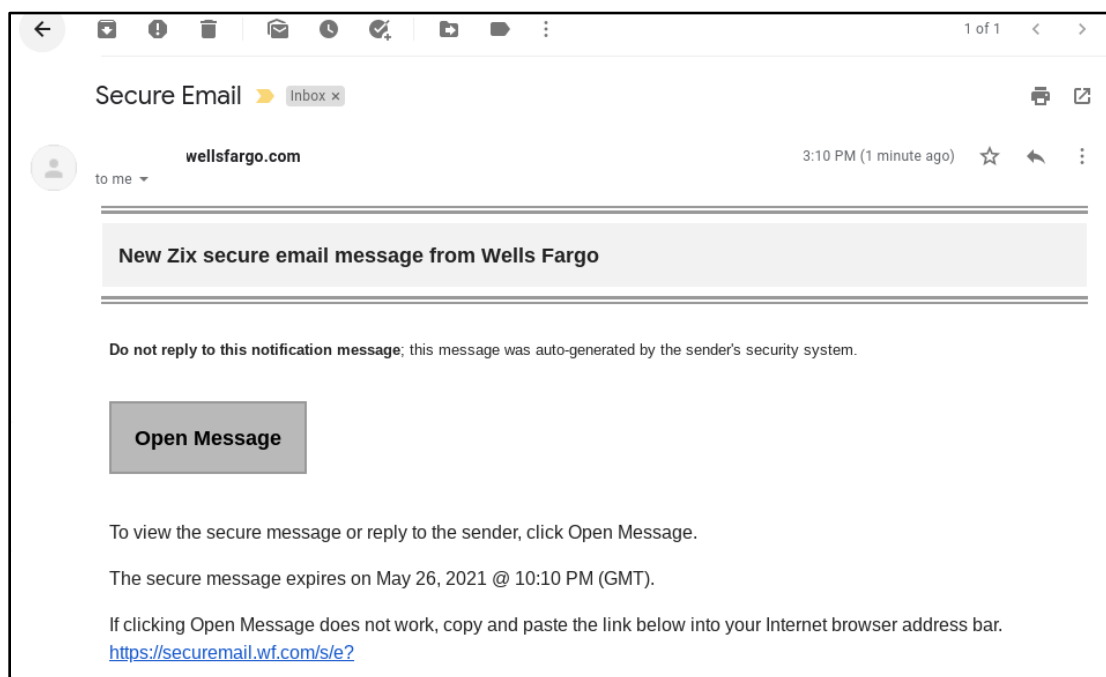 1 of 1
Secure Email Inbox x
wellsfargo.com 3:10 PM (1 minute ago)
to me
New Zix secure email message from Wells Fargo
Do not reply to this notification message; this message was auto-generated by the sender's security system.
Open Message
To view the secure message or reply to the sender, click Open Message.
The secure message expires on May 26, 2021 @ 10:10 PM (GMT).
If clicking Open Message does not work, copy and paste the link below into your Internet browser address bar.
https://securemail.wf.com/s/e?